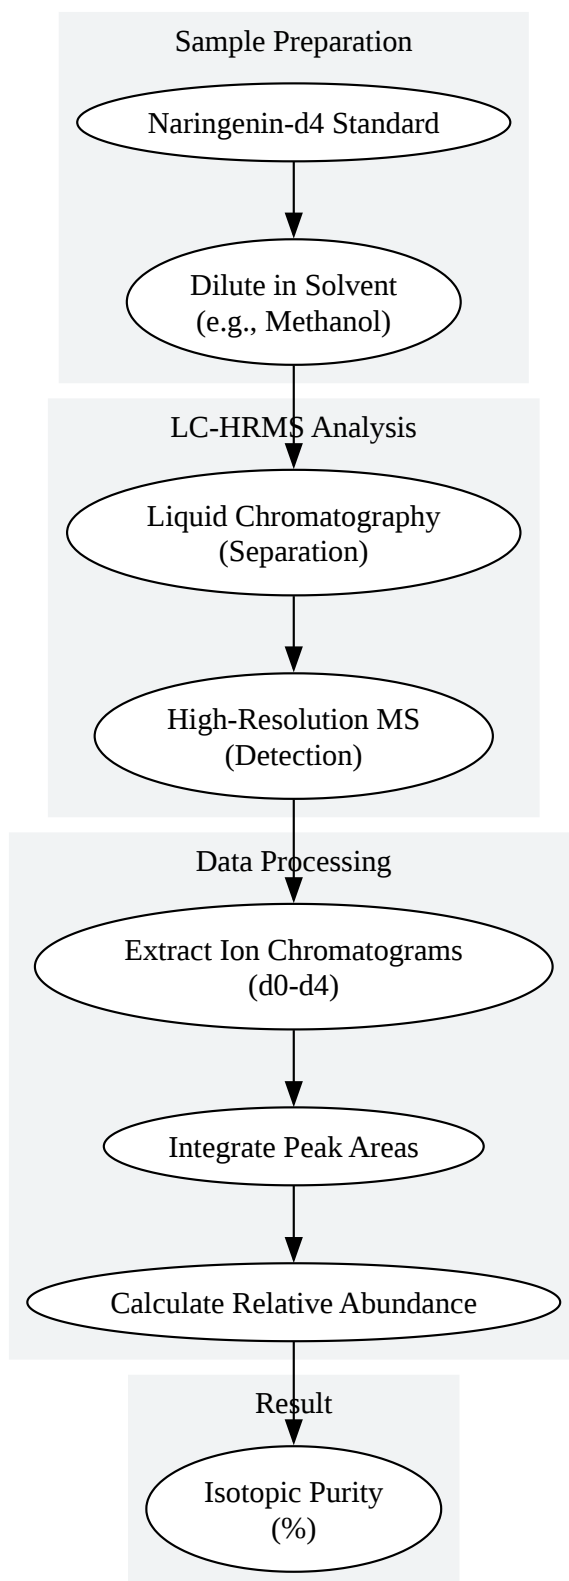 Sample Preparation
Naringenin-d4 Standard
Dilute in Solvent
(e.g., Methanol)
LC-HRMS Analysis
Liquid Chromatography
(Separation)
High-Resolution MS
(Detection)
Data Processing
Extract Ion Chromatograms
(d0-d4)
Integrate Peak Areas
Calculate Relative Abundance
Result
Isotopic Purity
(%)